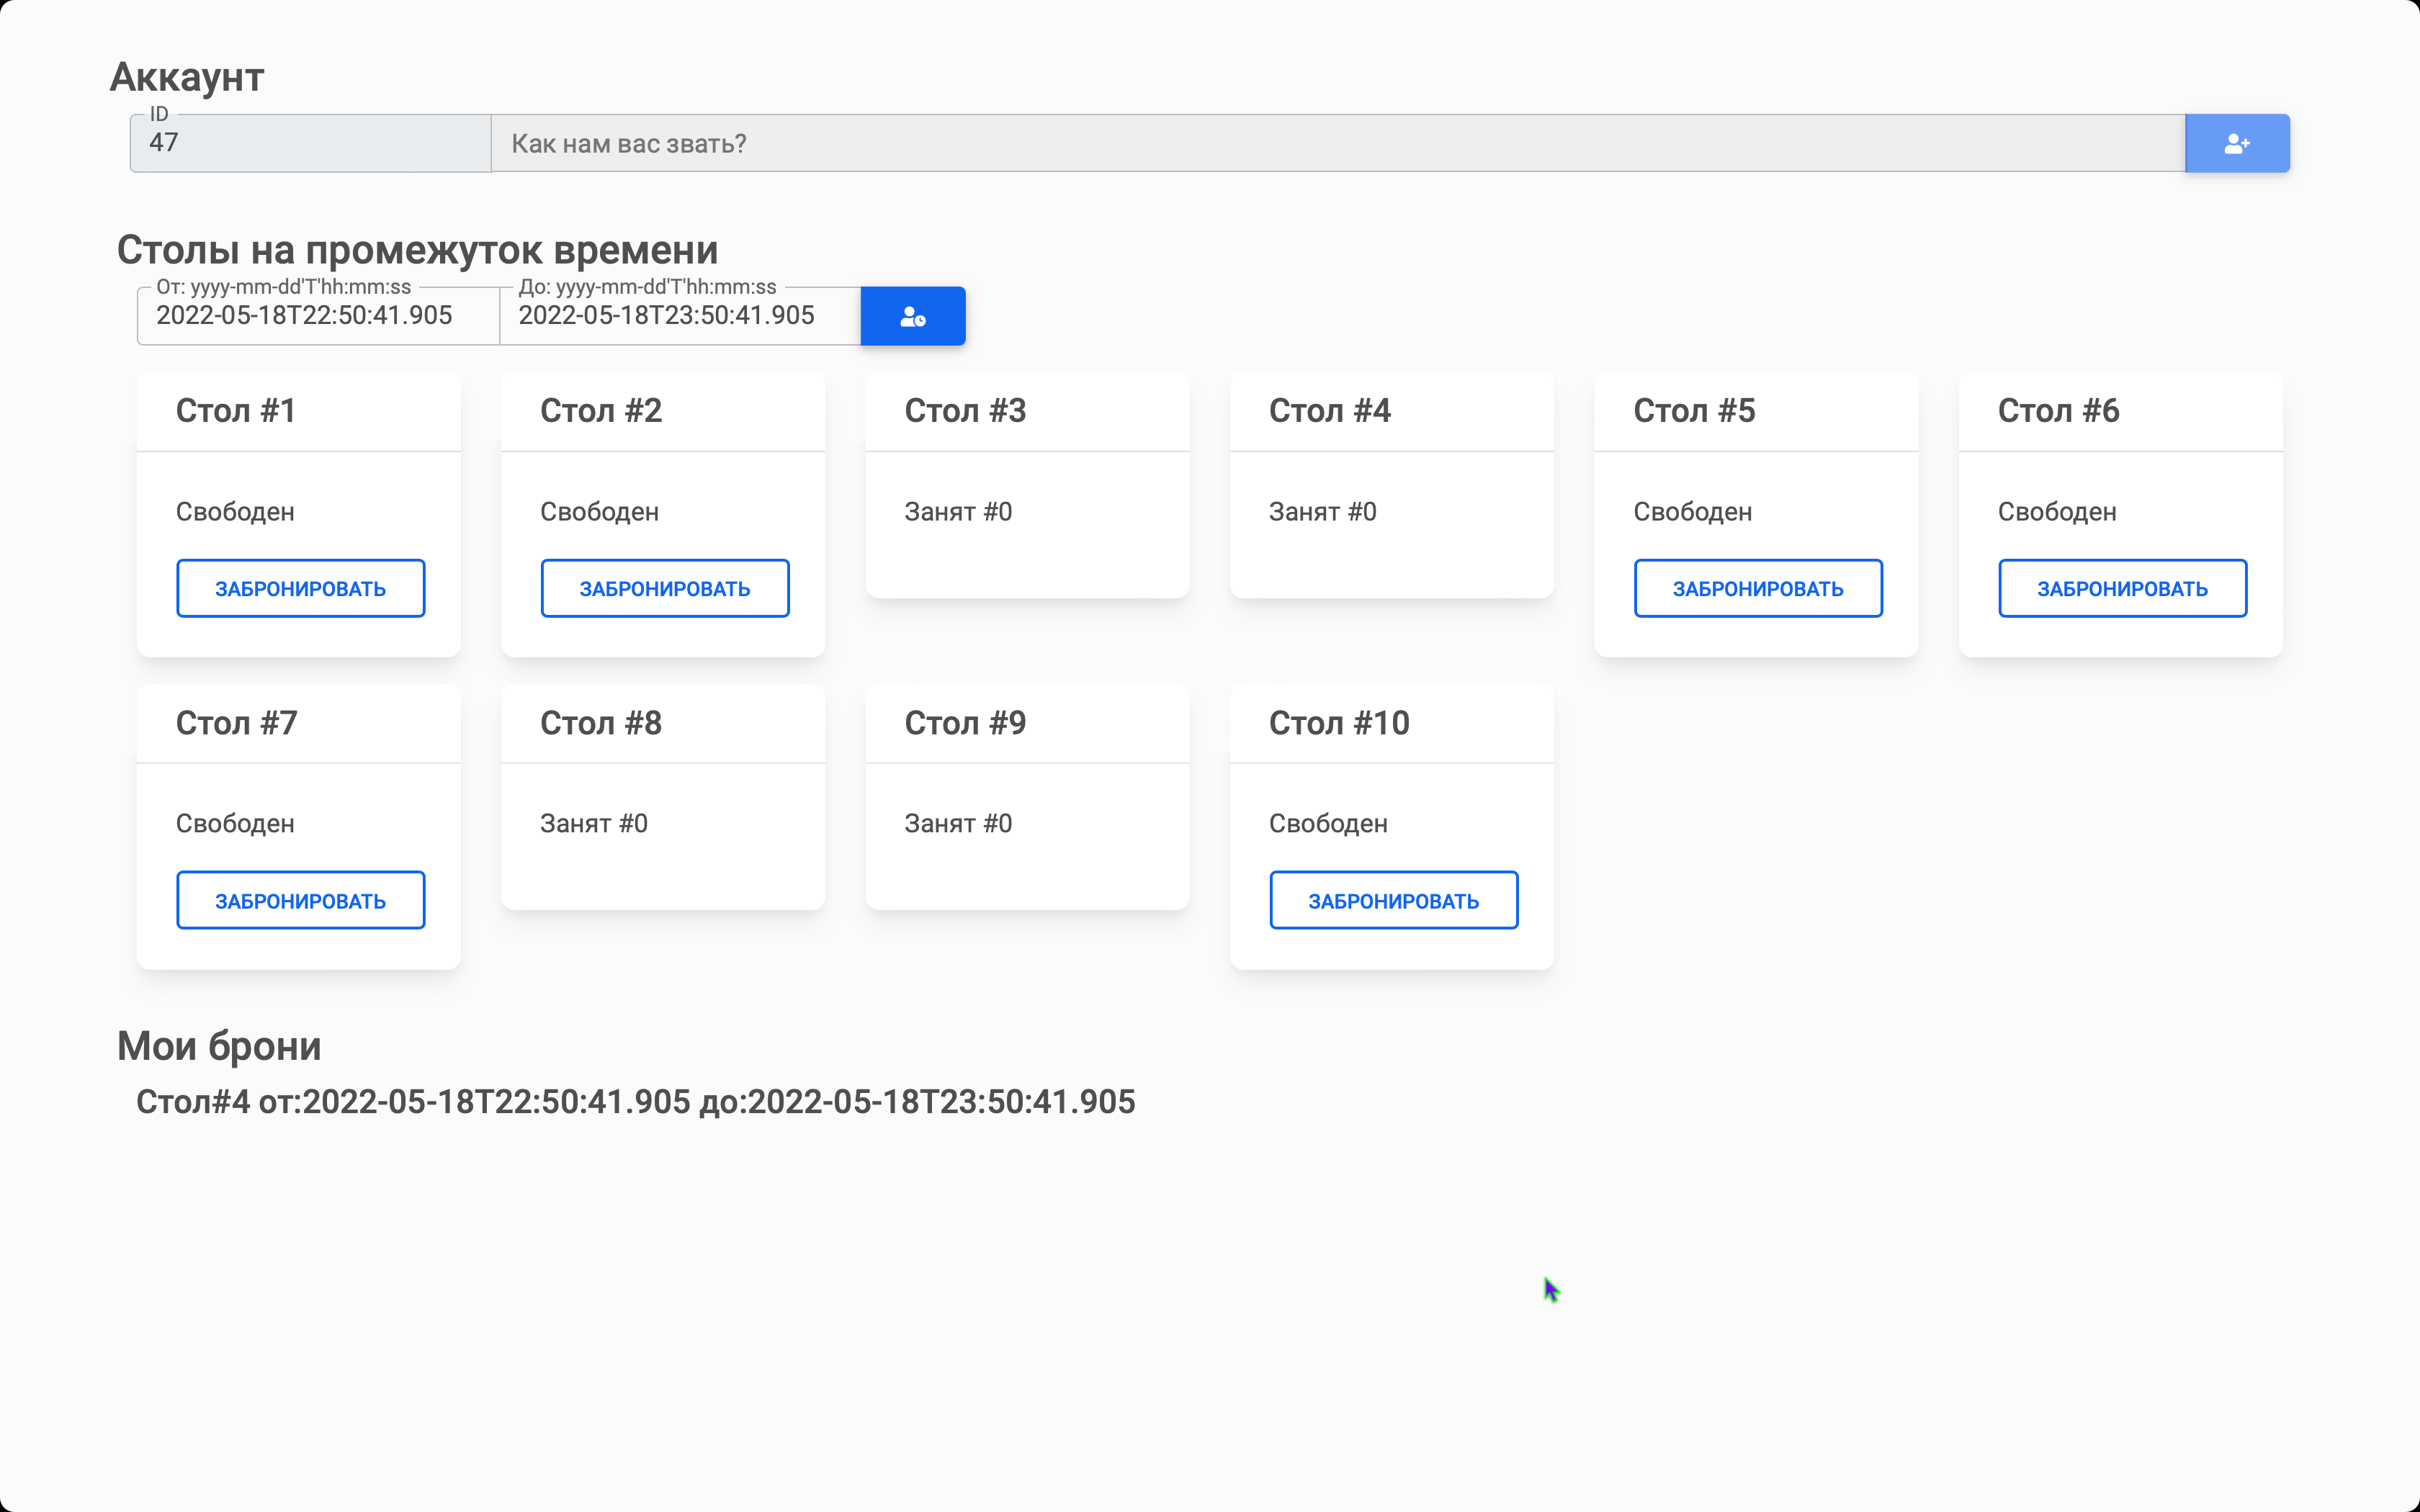 Аккаунт
ID
47
Как нам вас звать?
Столы на промежуток времени
От: yyyy-mm-dd'T'hh:mm:ss
До: yyyy-mm-dd'T'hh:mm:ss
2022-05-18T22:50:41.905
2022-05-18T23:50:41.905
Стол #1
Свободен
ЗАБРОНИРОВАТЬ
Стол #2
Свободен
ЗАБРОНИРОВАТЬ
Стол #3
Занят #0
Стол #4
Занят #0
Стол #5
Свободен
ЗАБРОНИРОВАТЬ
Стол #6
Свободен
ЗАБРОНИРОВАТЬ
Стол #7
Свободен
ЗАБРОНИРОВАТЬ
Стол #8
Занят #0
Стол #9
Занят #0
Стол #10
Свободен
ЗАБРОНИРОВАТЬ
Мои брони
Стол#4 от:2022-05-18T22:50:41.905 до:2022-05-18T23:50:41.905